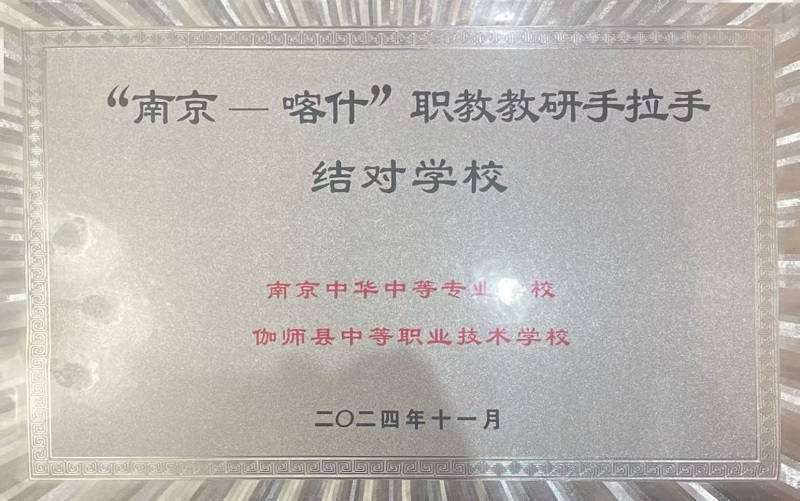 “南京—喀什”职教教研手拉手
结对学校
南京中华中等专业学校
伽师县中等职业技术学校
二〇二四年十一月